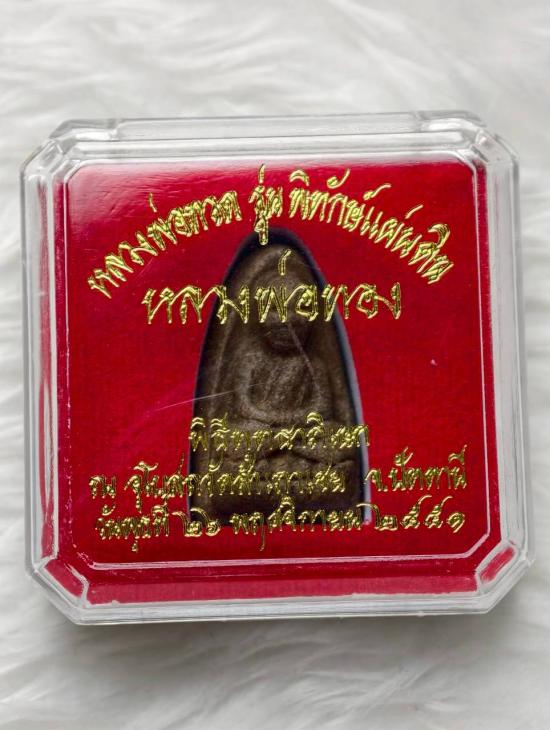 หลวงพ่อทวด รุ่น พิทักษ์แผ่นดิน
หลวงพ่อทอง
พิธีพุทธาภิเษก
ณ อุโบสถวัดสำเภาเชย จ.ปัตตานี
วันพุธที่ ๒๖ พฤศจิกายน ๒๕๕๑